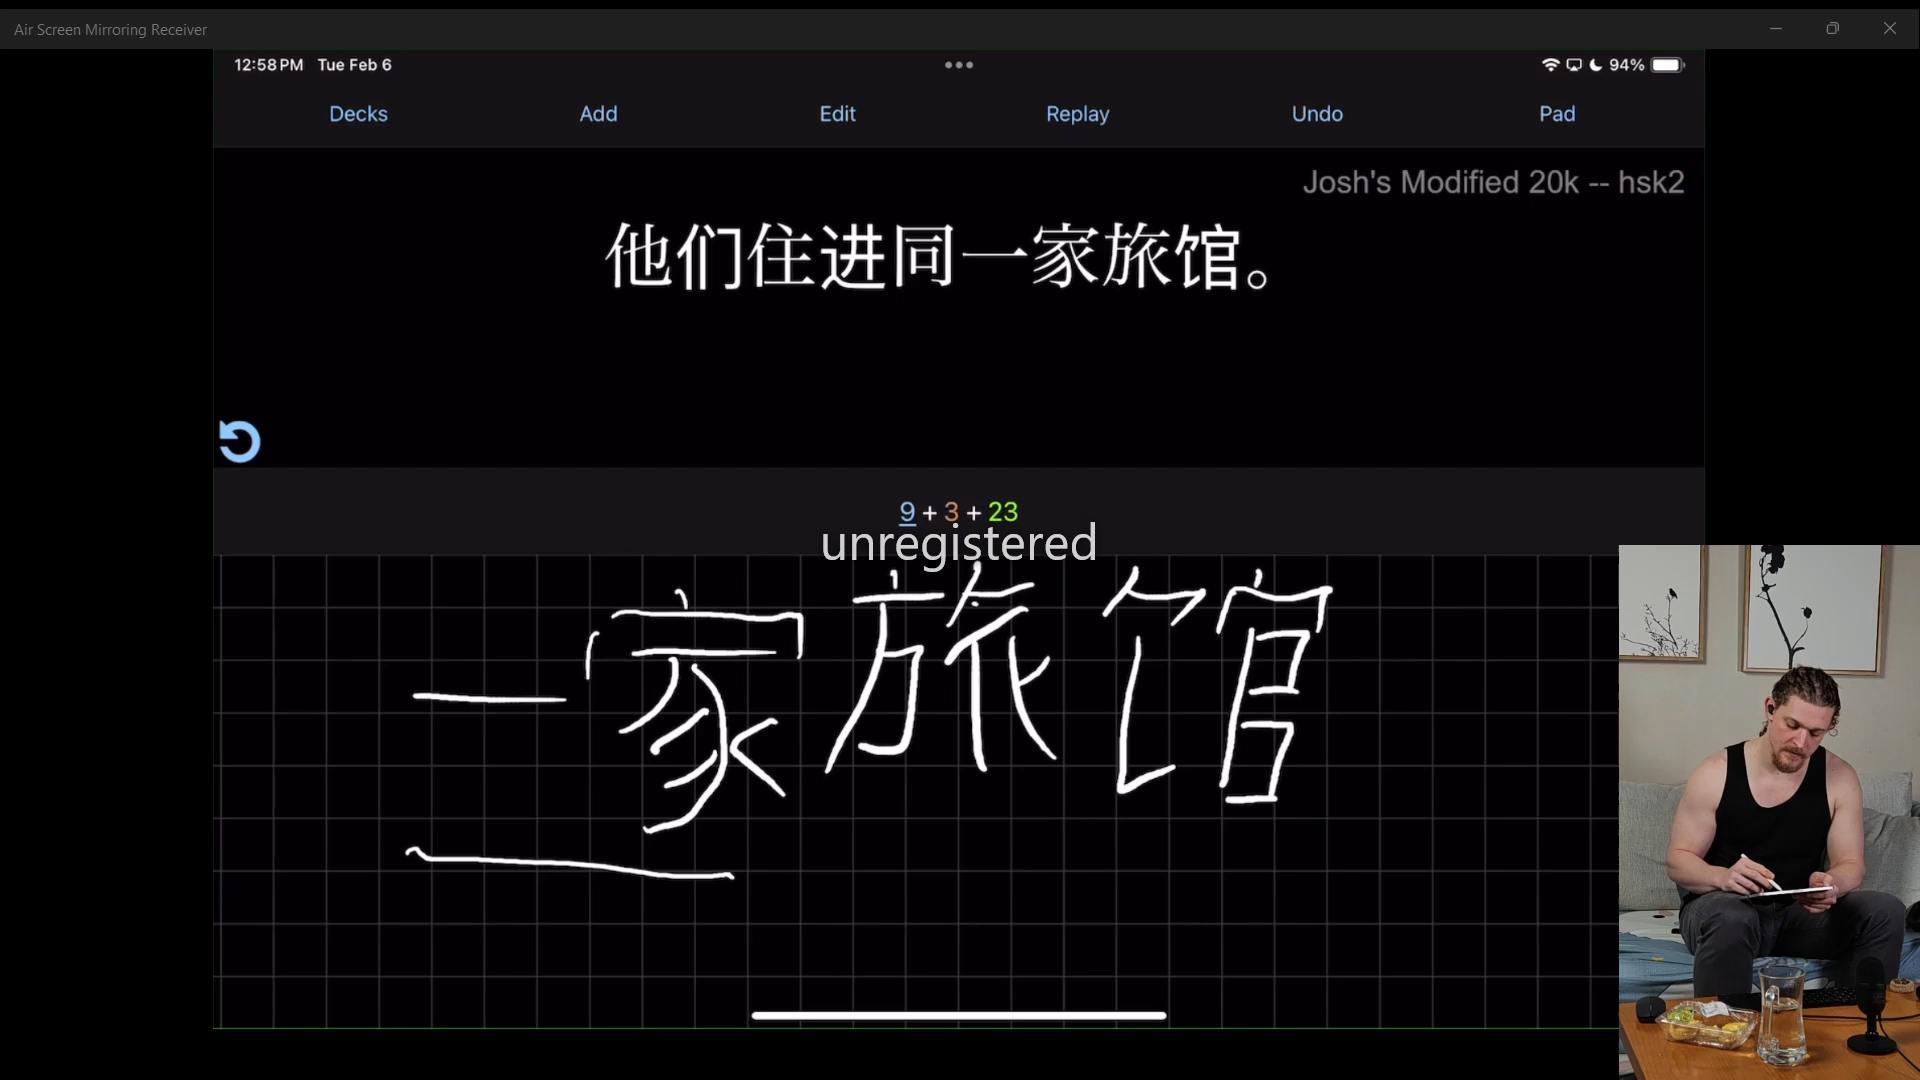 Air Screen Mirroring Receiver
12:58 PM Tue Feb 6
94%
Decks Add Edit Replay Undo Pad
Josh's Modified 20k -- hsk2
他们住进同一家旅馆。
9 + 3 + 23
unregistered
一家旅馆